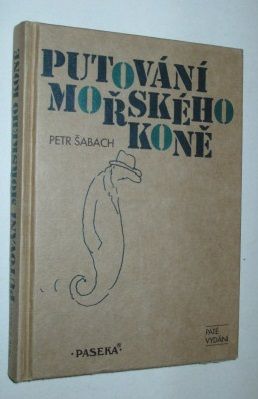 PUTOVÁNÍ
MOŘSKÉHO
KONĚ
PETR ŠABACH
PASEKA
PÁTÉ
VYDÁNÍ
PUTOVÁNÍ MOŘSKÉHO KONĚ